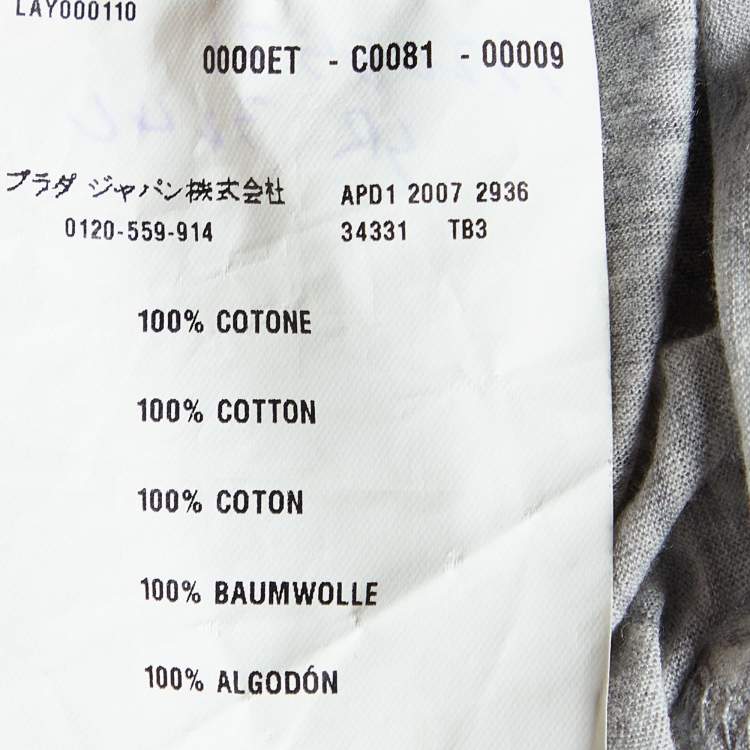 LAY000110
0000ET - C0081 - 00009
プラダ ジャパン株式会社 APD1 2007 2936
0120-559-914 34331 TB3
100% COTONE
100% COTTON
100% COTON
100% BAUMWOLLE
100% ALGODÓN